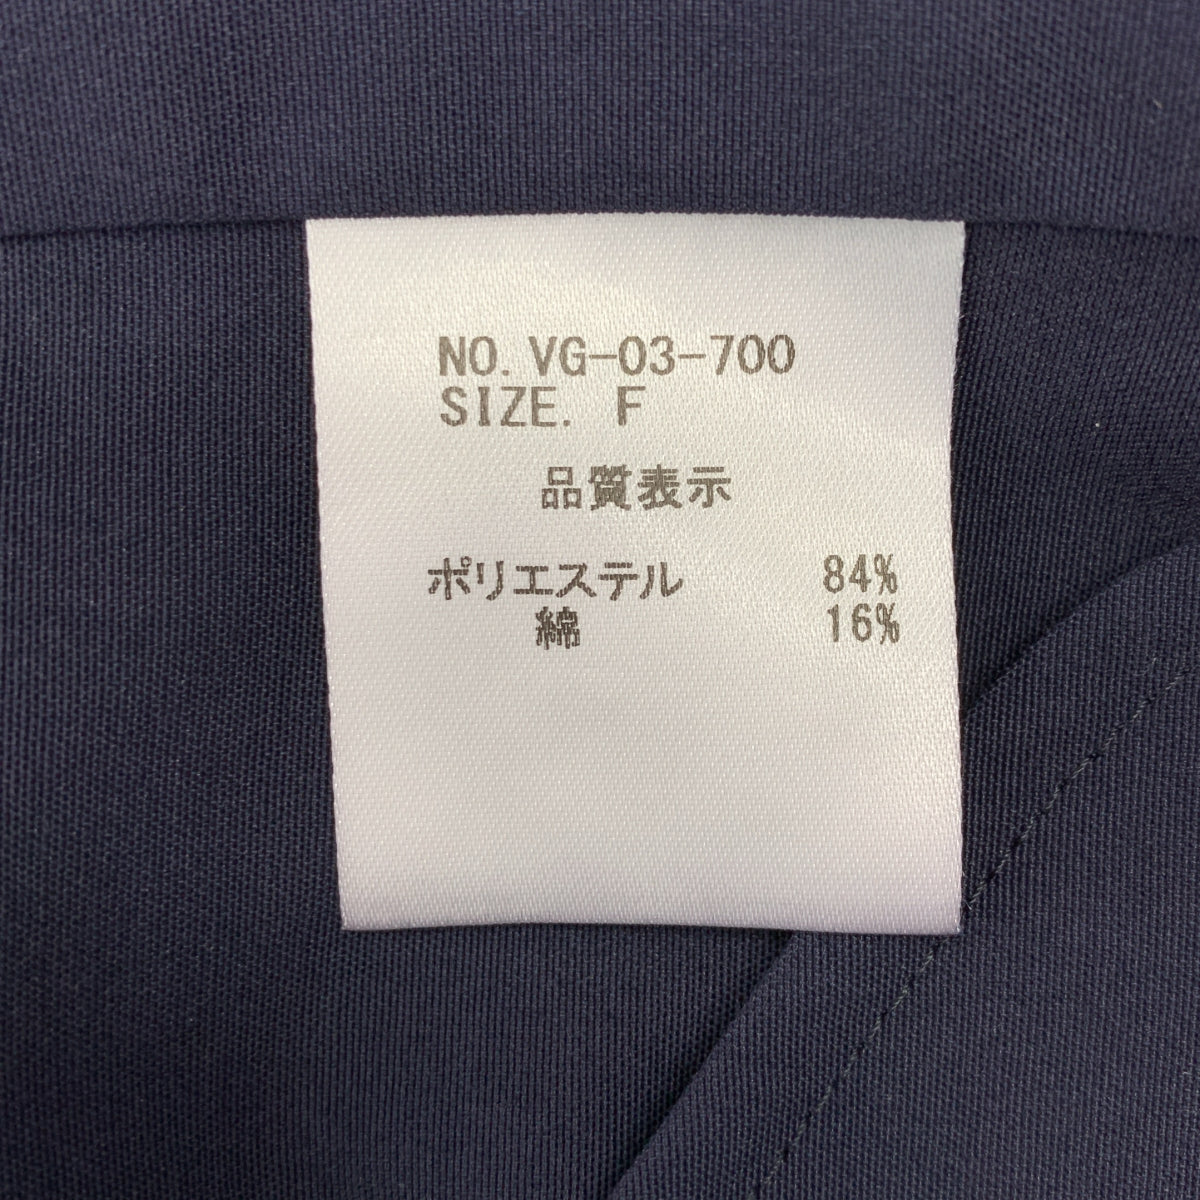 NO. VG-03-700
SIZE. F
品質表示
ポリエステル 84%
綿 16%